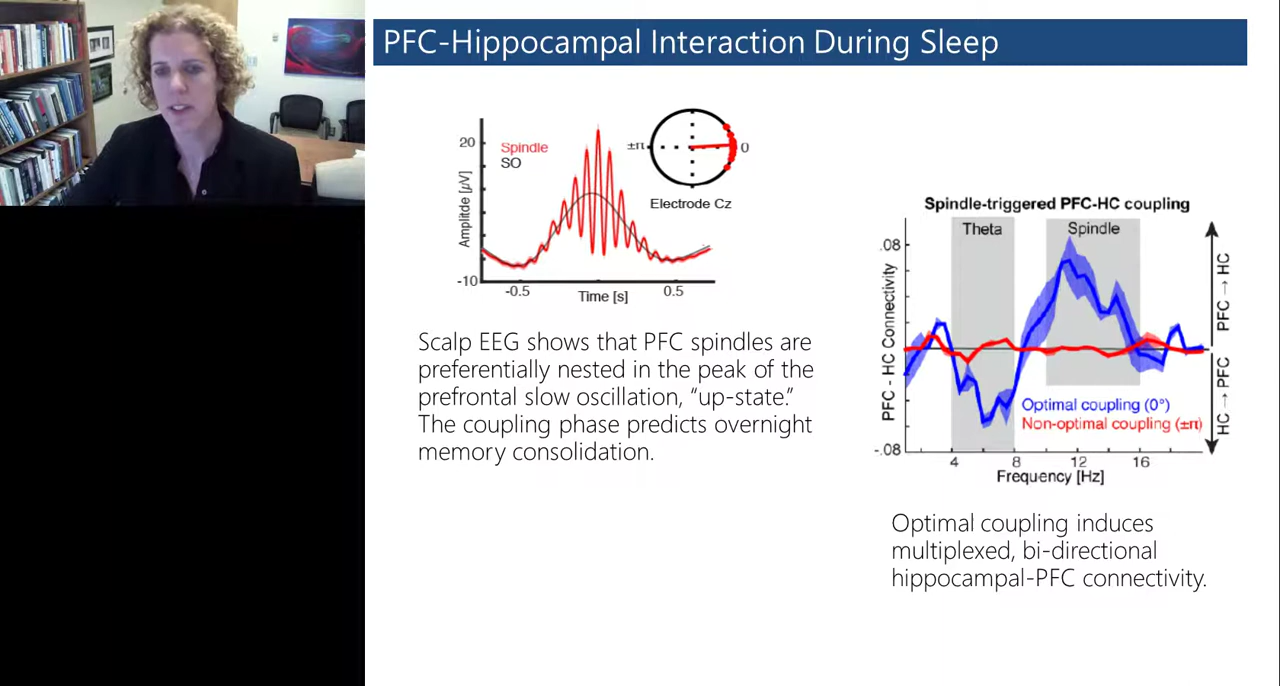 PFC-Hippocampal Interaction During Sleep
20
Spindle
SO
Amplitde [µV]
-10
-0.5
0.5
Time [s]
±π
0
Electrode Cz
Scalp EEG shows that PFC spindles are
preferentially nested in the peak of the
prefrontal slow oscillation, “up-state.”
The coupling phase predicts overnight
memory consolidation.
Spindle-triggered PFC-HC coupling
Theta
Spindle
.08
PFC - HC Connectivity
-.08
PFC → HC
HC → PFC
Optimal coupling (0°)
Non-optimal coupling (±π)
4
8
12
16
Frequency [Hz]
Optimal coupling induces
multiplexed, bi-directional
hippocampal-PFC connectivity.